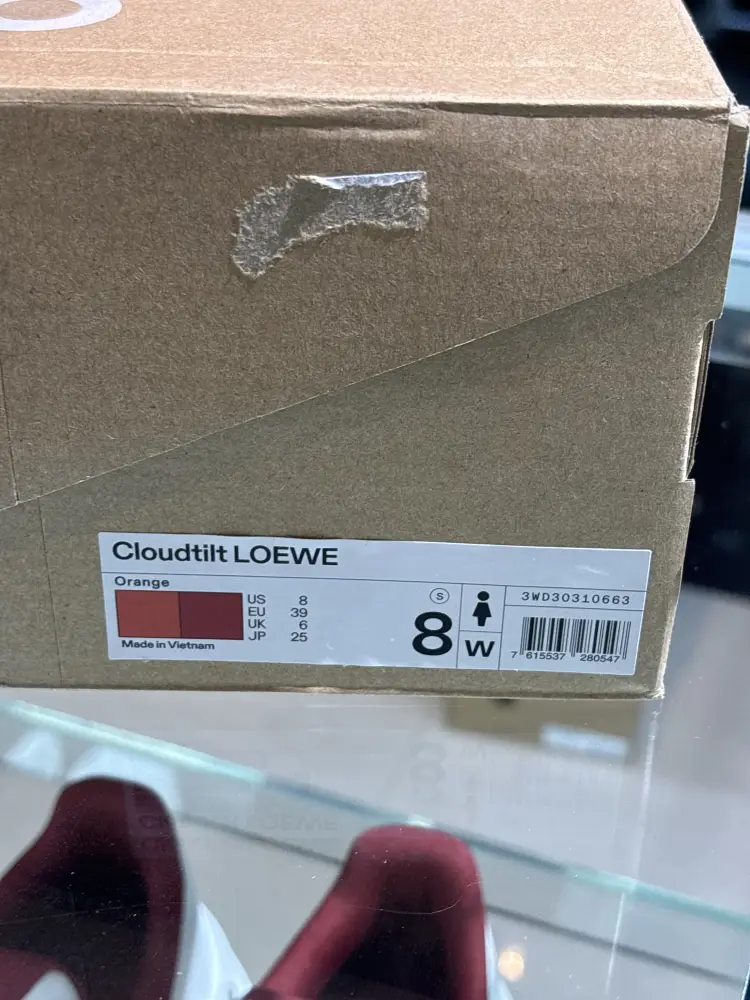 Cloudtilt LOEWE
Orange
US 8
EU 39
UK 6
JP 25
Made in Vietnam
S
8
W
3WD30310663
7 615537 280547